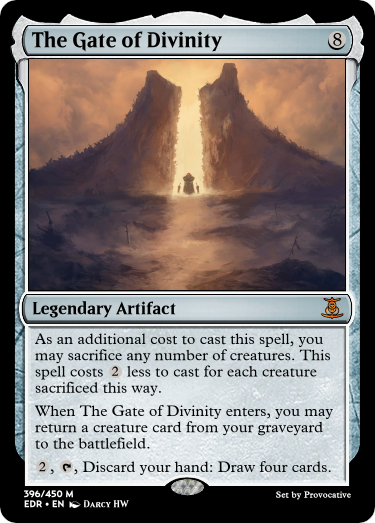 The Gate of Divinity 8
Legendary Artifact
As an additional cost to cast this spell, you
may sacrifice any number of creatures. This
spell costs 2 less to cast for each creature
sacrificed this way.
When The Gate of Divinity enters, you may
return a creature card from your graveyard
to the battlefield.
2, , Discard your hand: Draw four cards.
396/450 M
EDR • EN Darcy HW
Set by Provocative